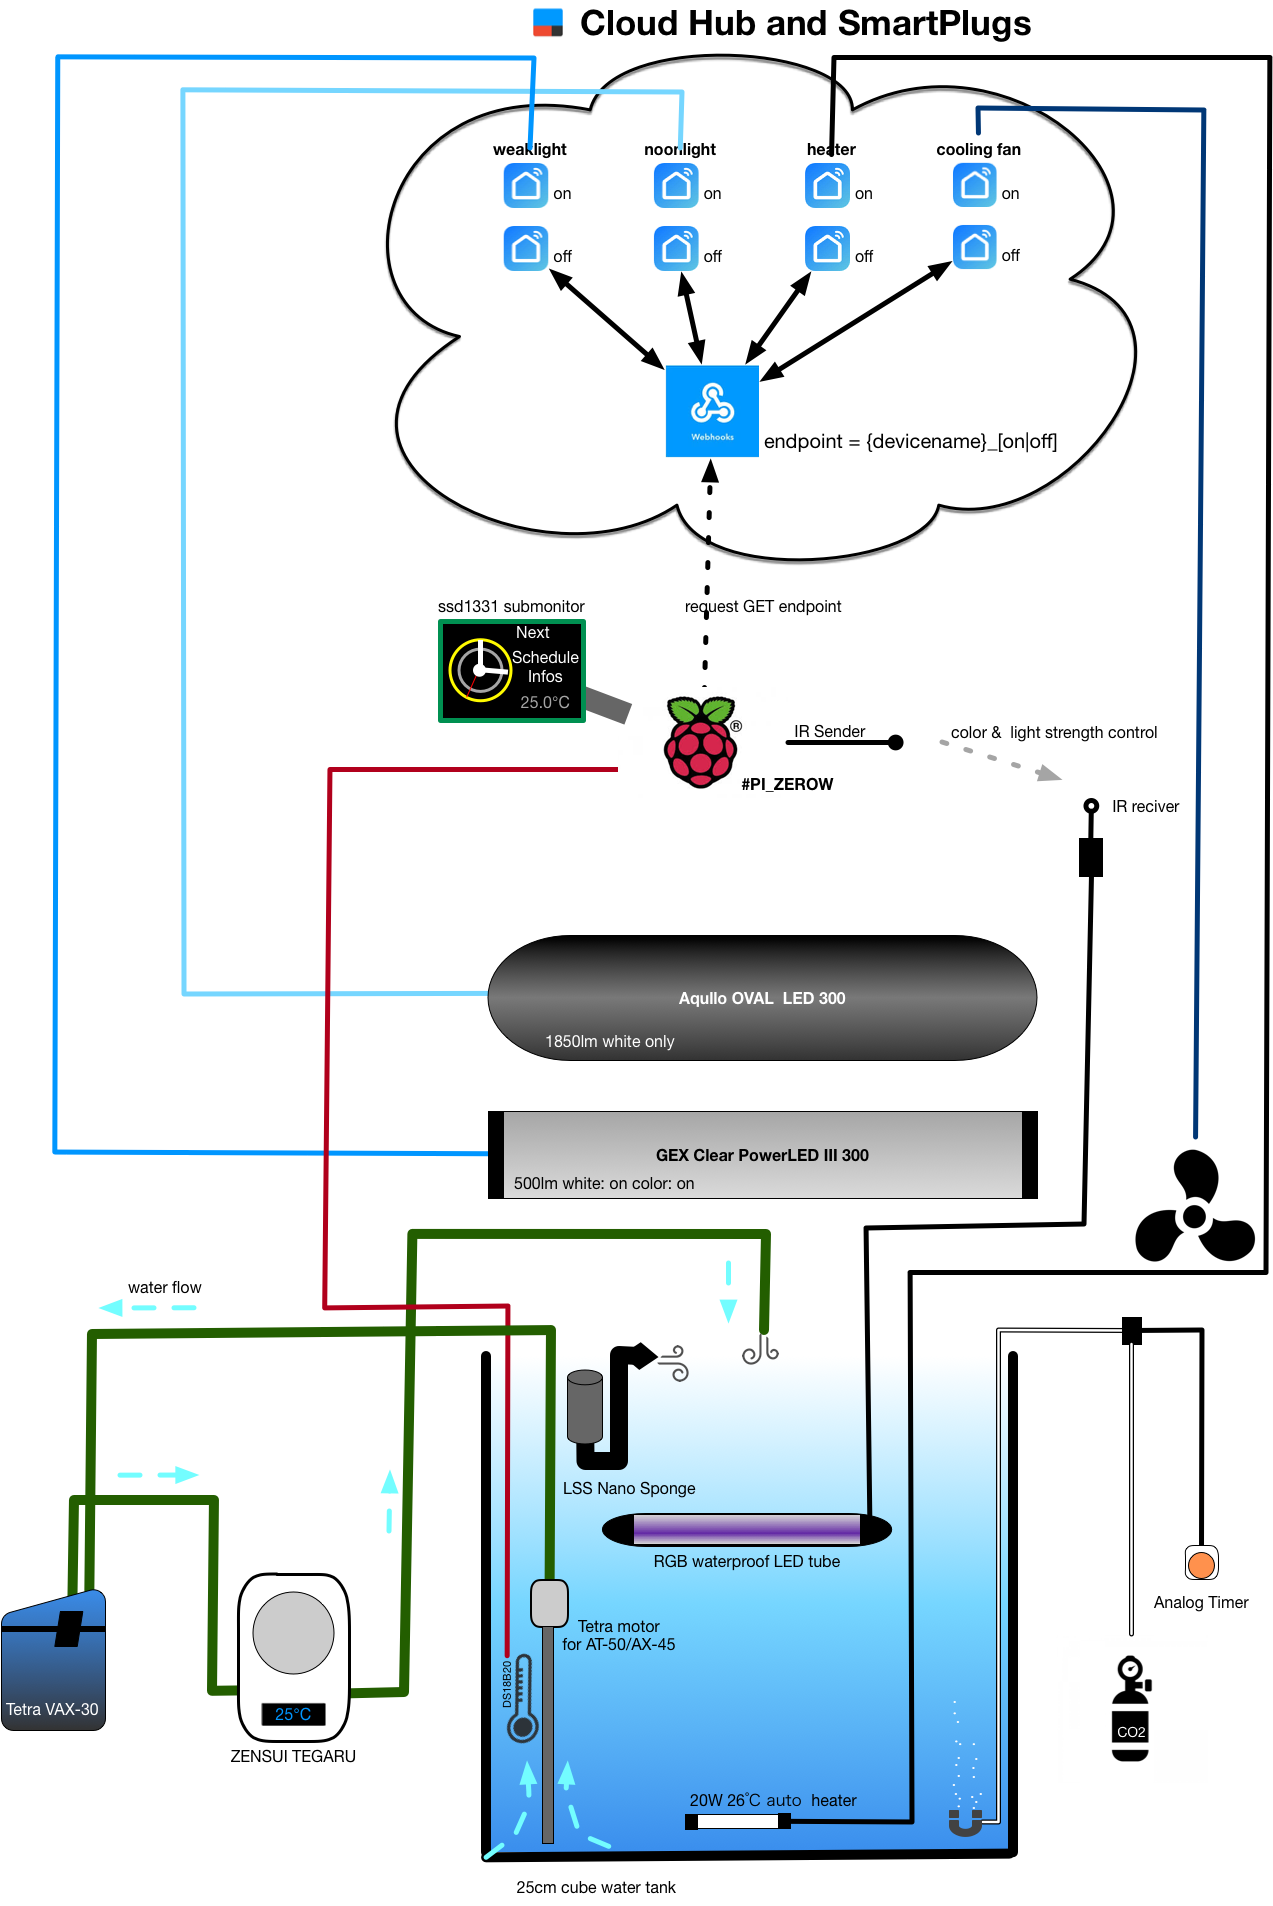 Cloud Hub and SmartPlugs
weaklight
noonlight
heater
cooling fan
on
on
on
on
off
off
off
off
Webhooks
endpoint = {devicename}_[on|off]
ssd1331 submonitor
request GET endpoint
Next
Schedule
Infos
25.0°C
®
IR Sender
color & light strength control
#PI_ZEROW
IR reciver
Aqullo OVAL LED 300
1850lm white only
GEX Clear PowerLED III 300
500lm white: on color: on
water flow
LSS Nano Sponge
RGB waterproof LED tube
Analog Timer
Tetra motor
for AT-50/AX-45
DS18B20
Tetra VAX-30
25°C
ZENSUI TEGARU
CO2
20W 26°C auto heater
25cm cube water tank